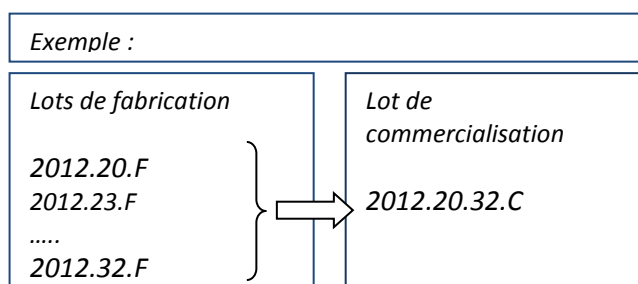 Exemple :
Lots de fabrication
2012.20.F
2012.23.F
.....
2012.32.F
Lot de
commercialisation
2012.20.32.C